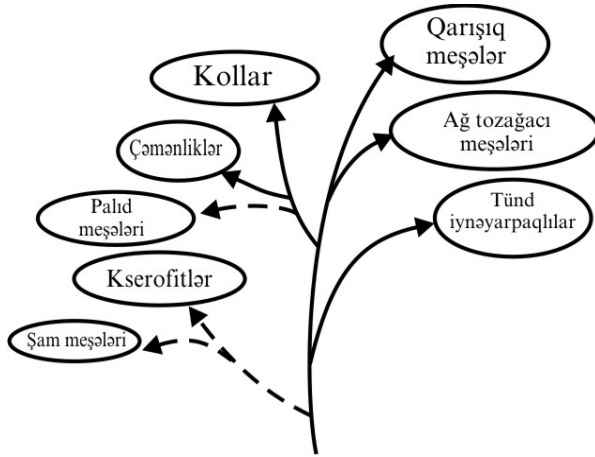 Qarışıq
meşələr
Kollar
Ağ tozağacı
meşələri
Çəmənliklər
Palıd
meşələri
Tünd
iynəyarpaqlılar
Kserofitlər
Şam meşələri